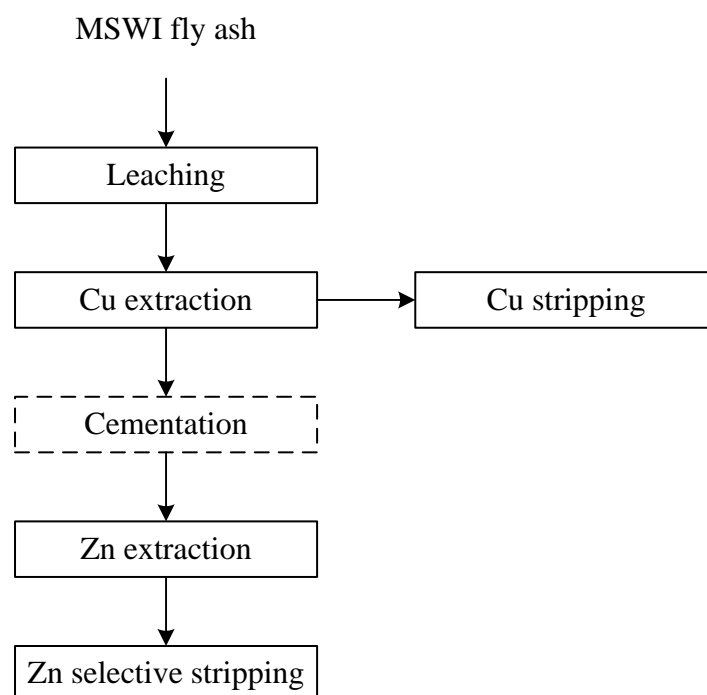 MSWI fly ash
Leaching
Cu extraction
Cu stripping
Cementation
Zn extraction
Zn selective stripping